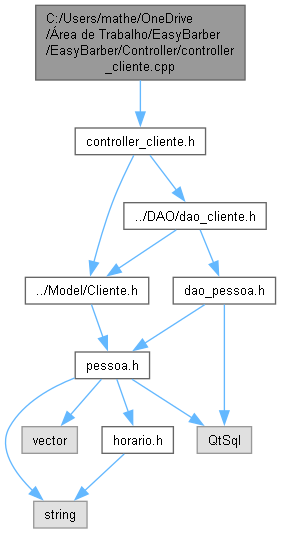 C:/Users/mathe/OneDrive
/Área de Trabalho/EasyBarber
/EasyBarber/Controller/controller
_cliente.cpp
controller_cliente.h
../DAO/dao_cliente.h
../Model/Cliente.h
dao_pessoa.h
pessoa.h
vector
horario.h
QtSql
string